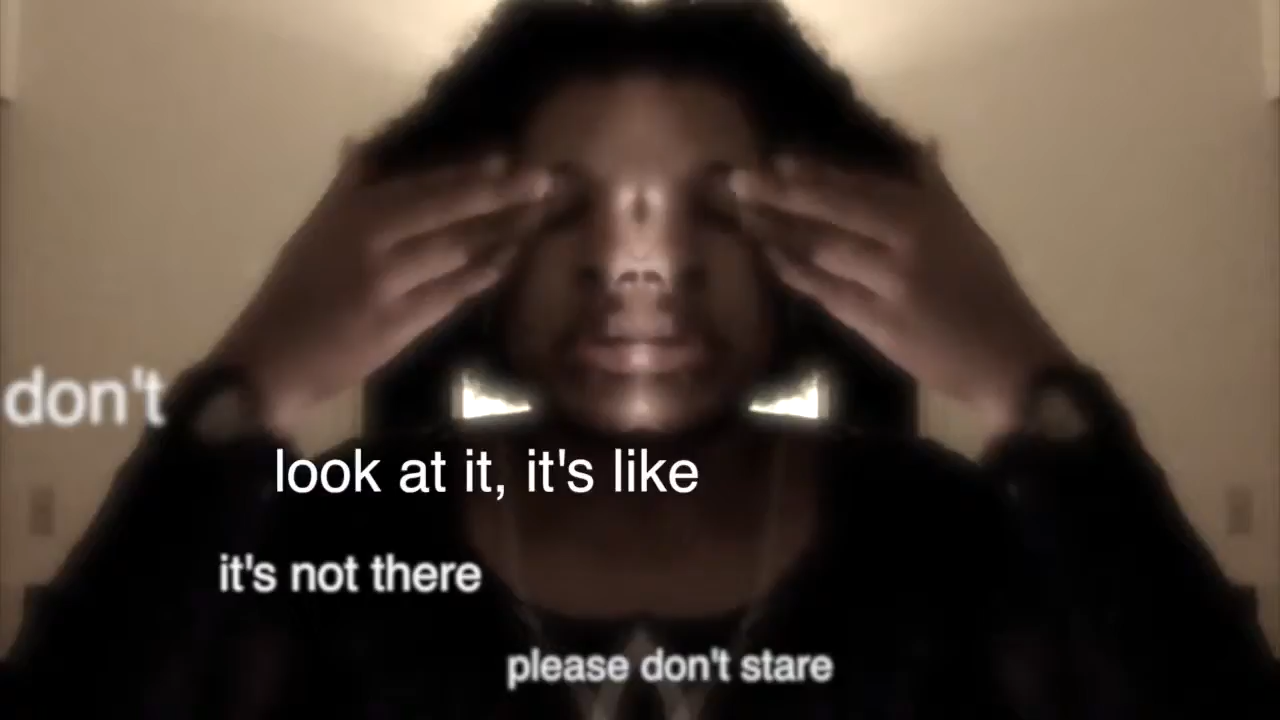 don't
look at it, it's like
it's not there
please don't stare